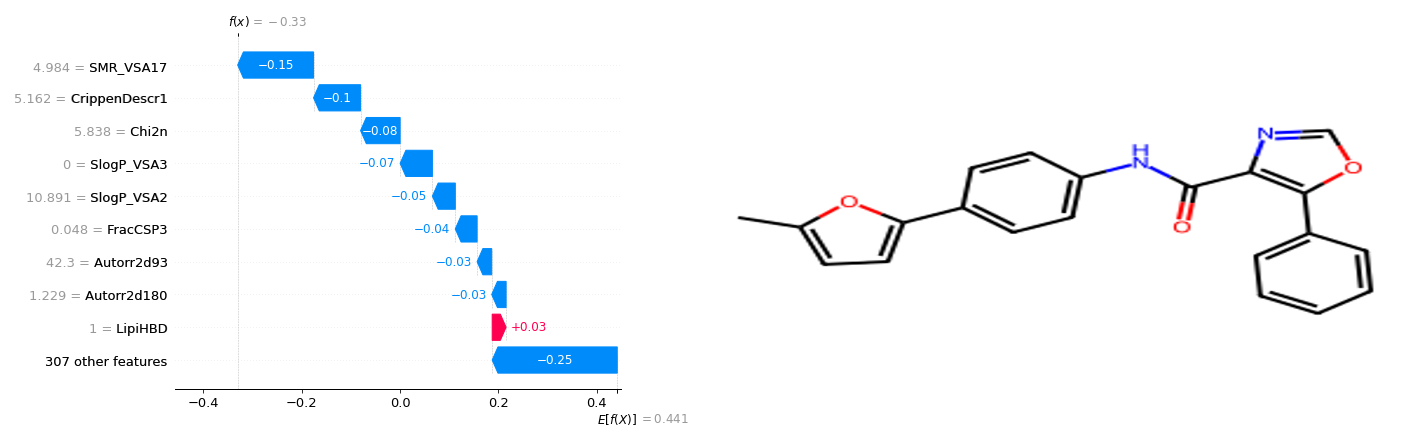 f(x) = −0.33
4.984 = SMR_VSA17
−0.15
5.162 = CrippenDescr1
−0.1
5.838 = Chi2n
−0.08
0 = SlogP_VSA3
−0.07
10.891 = SlogP_VSA2
−0.05
0.048 = FracCSP3
−0.04
42.3 = Autorr2d93
−0.03
1.229 = Autorr2d180
−0.03
1 = LipiHBD
+0.03
307 other features
−0.25
−0.4 −0.2 0.0 0.2 0.4
E[f(X)] = 0.441
N
H
N
O
O
O